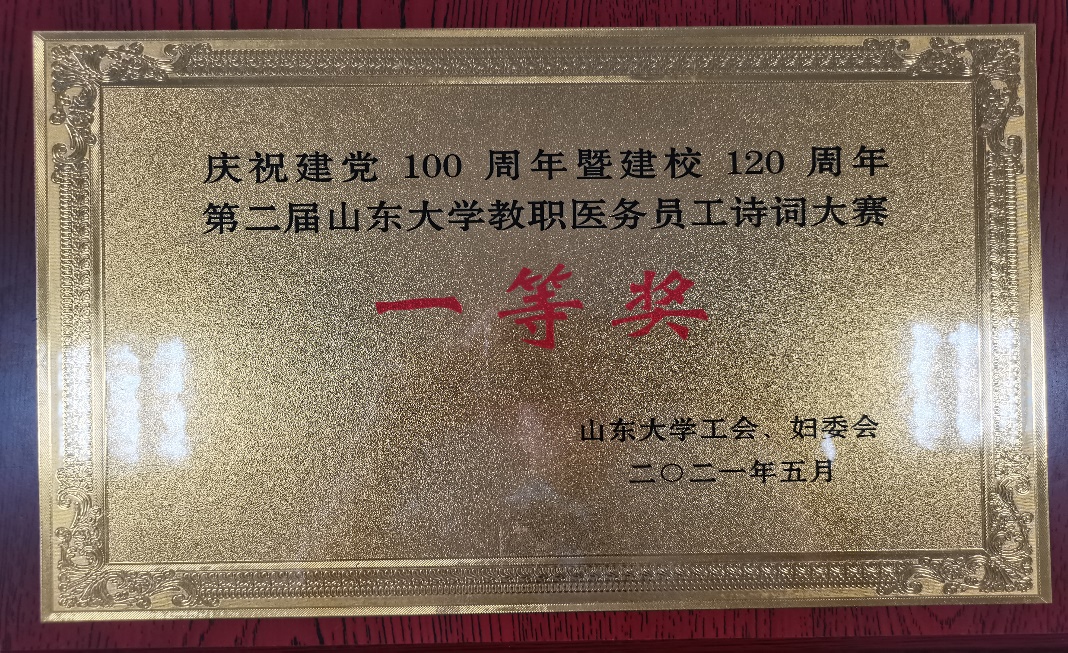 庆祝建党 100 周年暨建校 120 周年
第二届山东大学教职医务员工诗词大赛
一等奖
山东大学工会、妇委会
二〇二一年五月